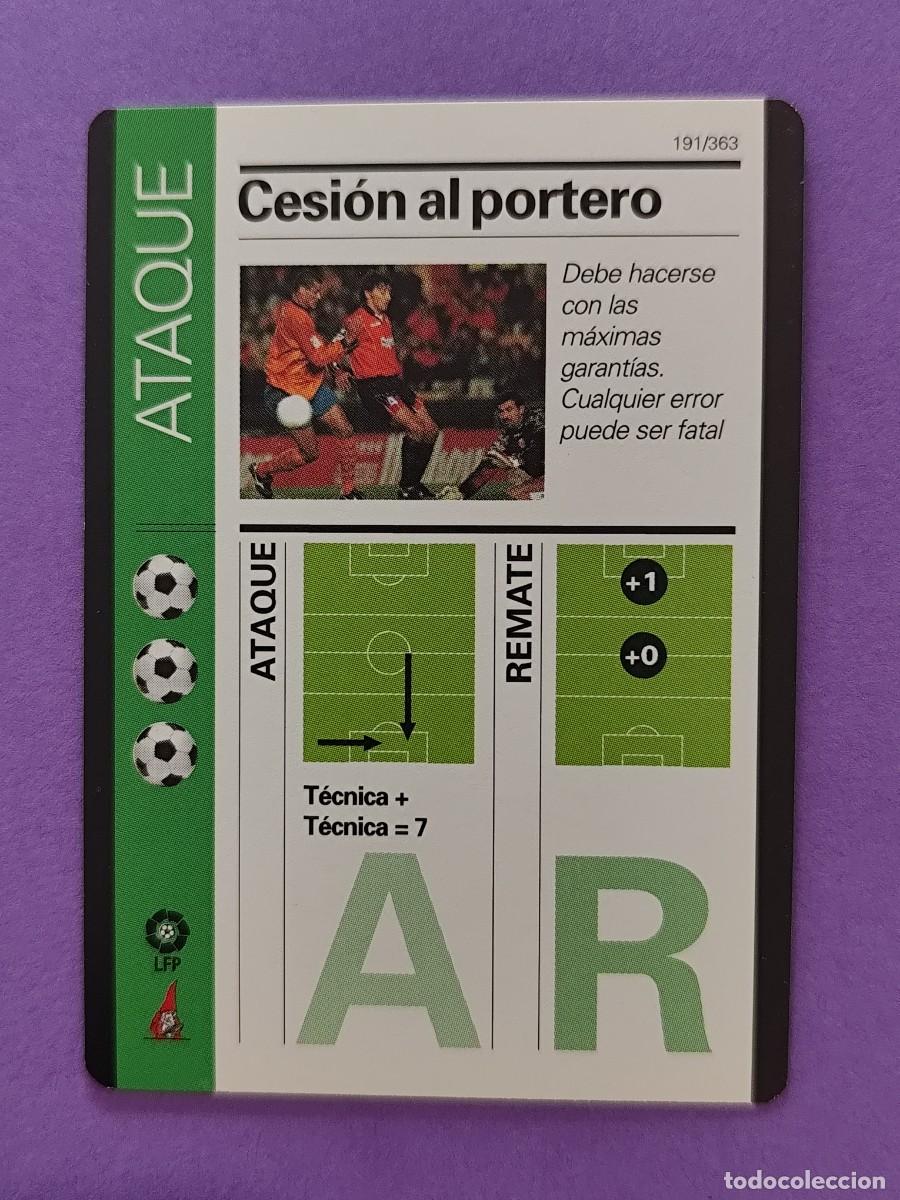 191/363
ATAQUE
Cesión al portero
Debe hacerse
con las
máximas
garantías.
Cualquier error
puede ser fatal
ATAQUE
REMATE
+1
+0
Técnica +
Técnica = 7
A R
LFP
todocoleccion